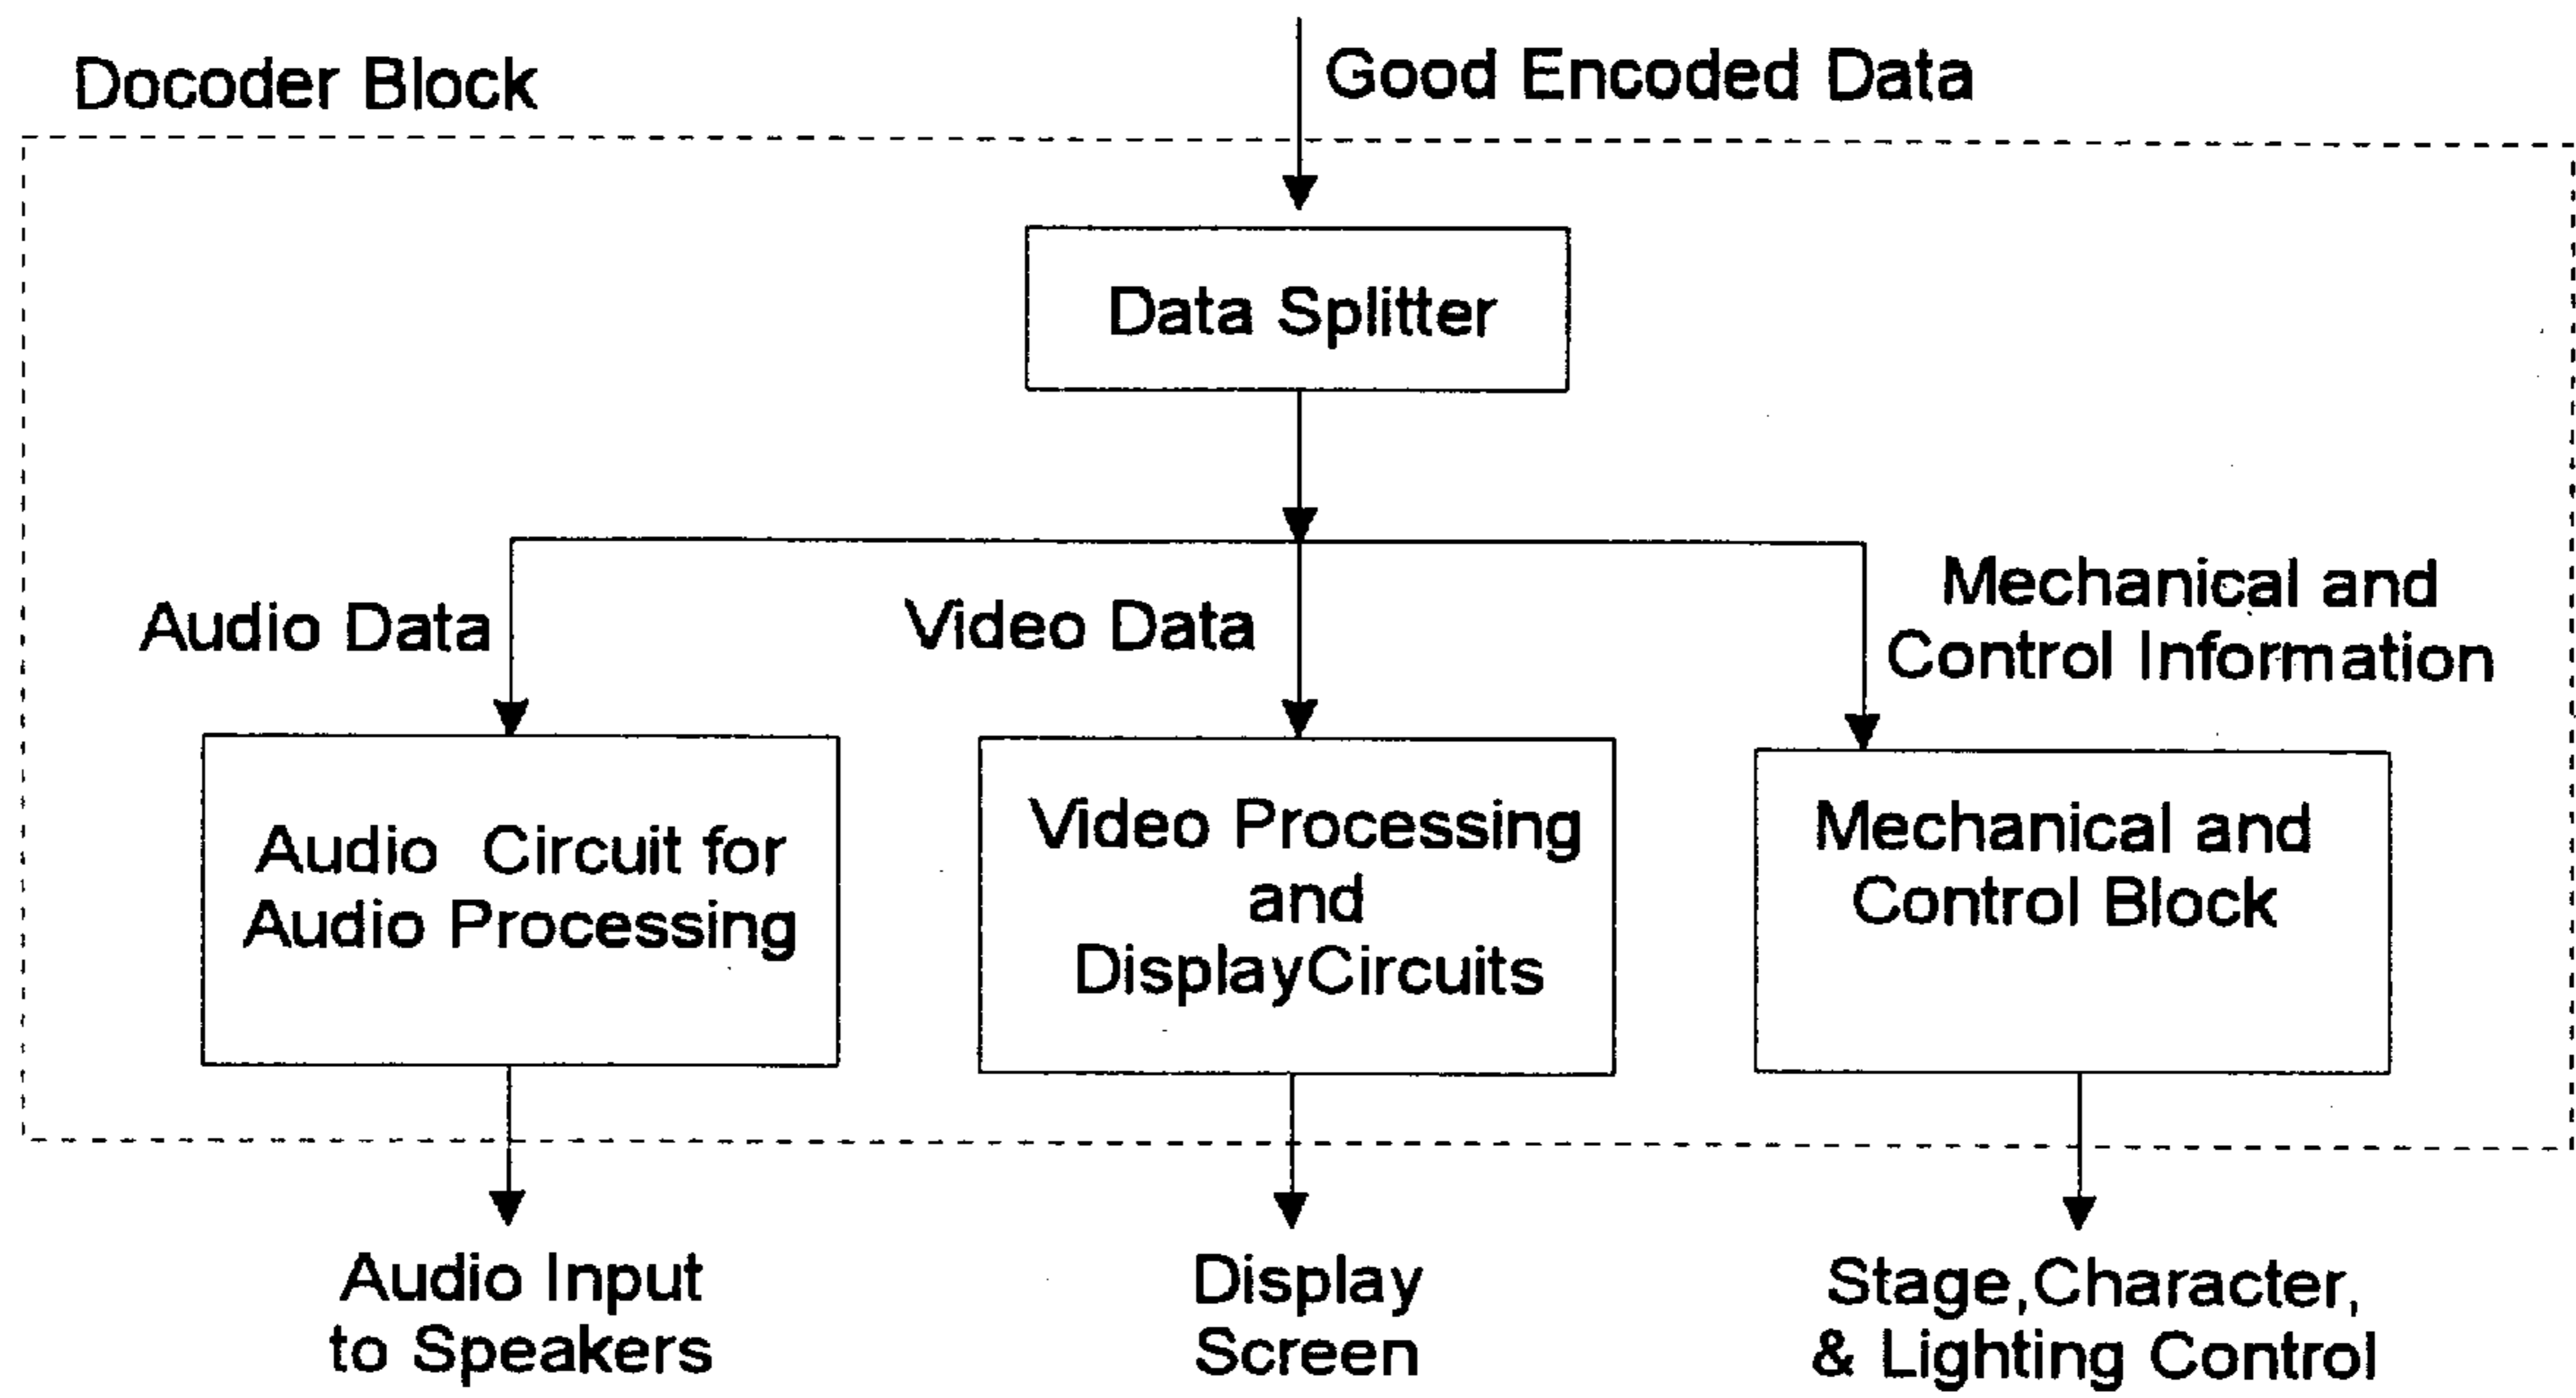 Docoder Block
Good Encoded Data
Data Splitter
Audio Data
Video Data
Mechanical and
Control Information
Audio Circuit for
Audio Processing
Video Processing
and
DisplayCircuits
Mechanical and
Control Block
Audio Input
to Speakers
Display
Screen
Stage,Character,
& Lighting Control